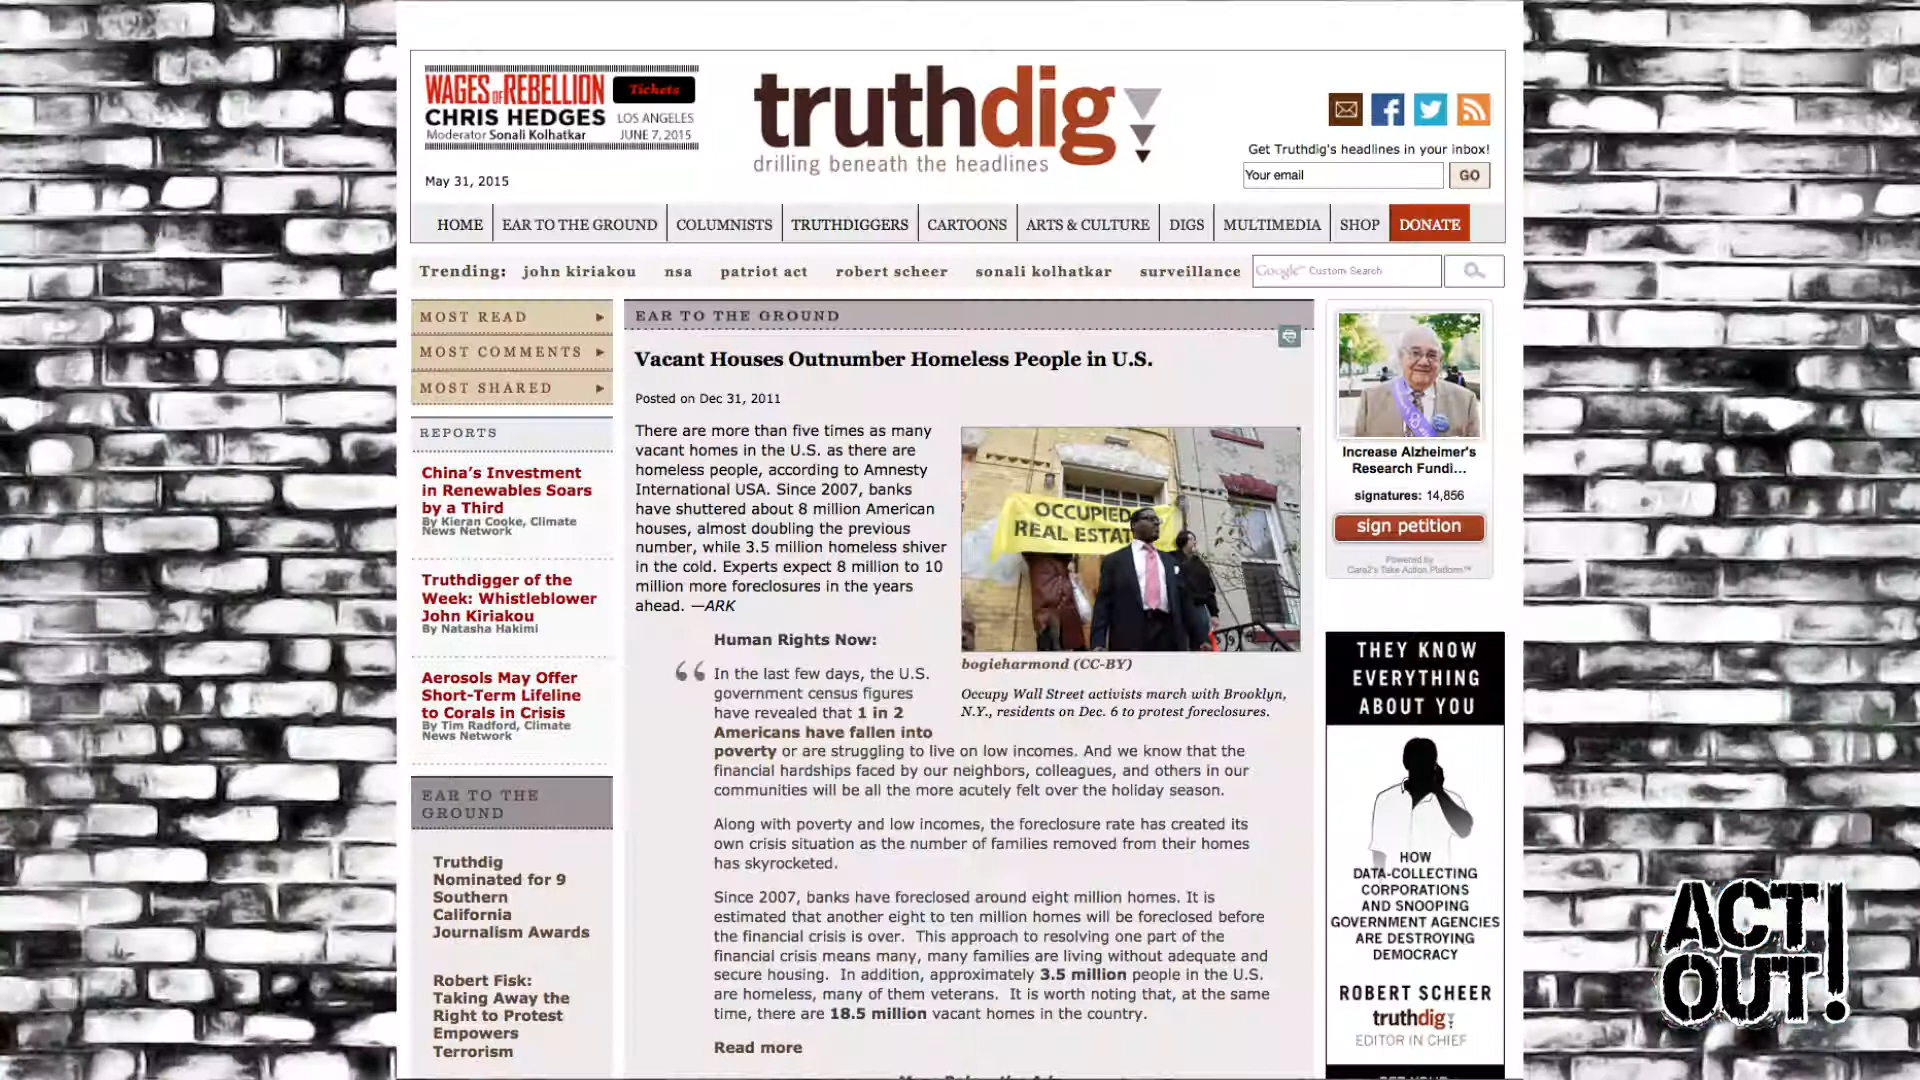 WAGES OF REBELLION
Tickets
CHRIS HEDGES
LOS ANGELES
Moderator Sonali Kolhatkar
JUNE 7, 2015
May 31, 2015
truthdig
drilling beneath the headlines
Get Truthdig's headlines in your inbox!
Your email
GO
HOME
EAR TO THE GROUND
COLUMNISTS
TRUTHDIGGERS
CARTOONS
ARTS & CULTURE
DIGS
MULTIMEDIA
SHOP
DONATE
Trending: john kiriakou nsa patriot act robert scheer sonali kolhatkar surveillance
Google™ Custom Search
MOST READ
MOST COMMENTS
MOST SHARED
REPORTS
China's Investment
in Renewables Soars
by a Third
By Kieran Cooke, Climate
News Network
Truthdigger of the
Week: Whistleblower
John Kiriakou
By Natasha Hakimi
Aerosols May Offer
Short-Term Lifeline
to Corals in Crisis
By Tim Radford, Climate
News Network
EAR TO THE
GROUND
Truthdig
Nominated for 9
Southern
California
Journalism Awards
Robert Fisk:
Taking Away the
Right to Protest
Empowers
Terrorism
EAR TO THE GROUND
Vacant Houses Outnumber Homeless People in U.S.
Posted on Dec 31, 2011
There are more than five times as many
vacant homes in the U.S. as there are
homeless people, according to Amnesty
International USA. Since 2007, banks
have shuttered about 8 million American
houses, almost doubling the previous
number, while 3.5 million homeless shiver
in the cold. Experts expect 8 million to 10
million more foreclosures in the years
ahead. —ARK
OCCUPIED
REAL ESTAT
bogieharmond (CC-BY)
Occupy Wall Street activists march with Brooklyn,
N.Y., residents on Dec. 6 to protest foreclosures.
Human Rights Now:
“ In the last few days, the U.S.
government census figures
have revealed that 1 in 2
Americans have fallen into
poverty or are struggling to live on low incomes. And we know that the
financial hardships faced by our neighbors, colleagues, and others in our
communities will be all the more acutely felt over the holiday season.
Along with poverty and low incomes, the foreclosure rate has created its
own crisis situation as the number of families removed from their homes
has skyrocketed.
Since 2007, banks have foreclosed around eight million homes. It is
estimated that another eight to ten million homes will be foreclosed before
the financial crisis is over. This approach to resolving one part of the
financial crisis means many, many families are living without adequate and
secure housing. In addition, approximately 3.5 million people in the U.S.
are homeless, many of them veterans. It is worth noting that, at the same
time, there are 18.5 million vacant homes in the country.
Read more
Increase Alzheimer's
Research Fundi...
signatures: 14,856
sign petition
Powered by
Care2's Take Action Platform™
THEY KNOW
EVERYTHING
ABOUT YOU
HOW
DATA-COLLECTING
CORPORATIONS
AND SNOOPING
GOVERNMENT AGENCIES
ARE DESTROYING
DEMOCRACY
ROBERT SCHEER
truthdig
EDITOR IN CHIEF
ACT
OUT!